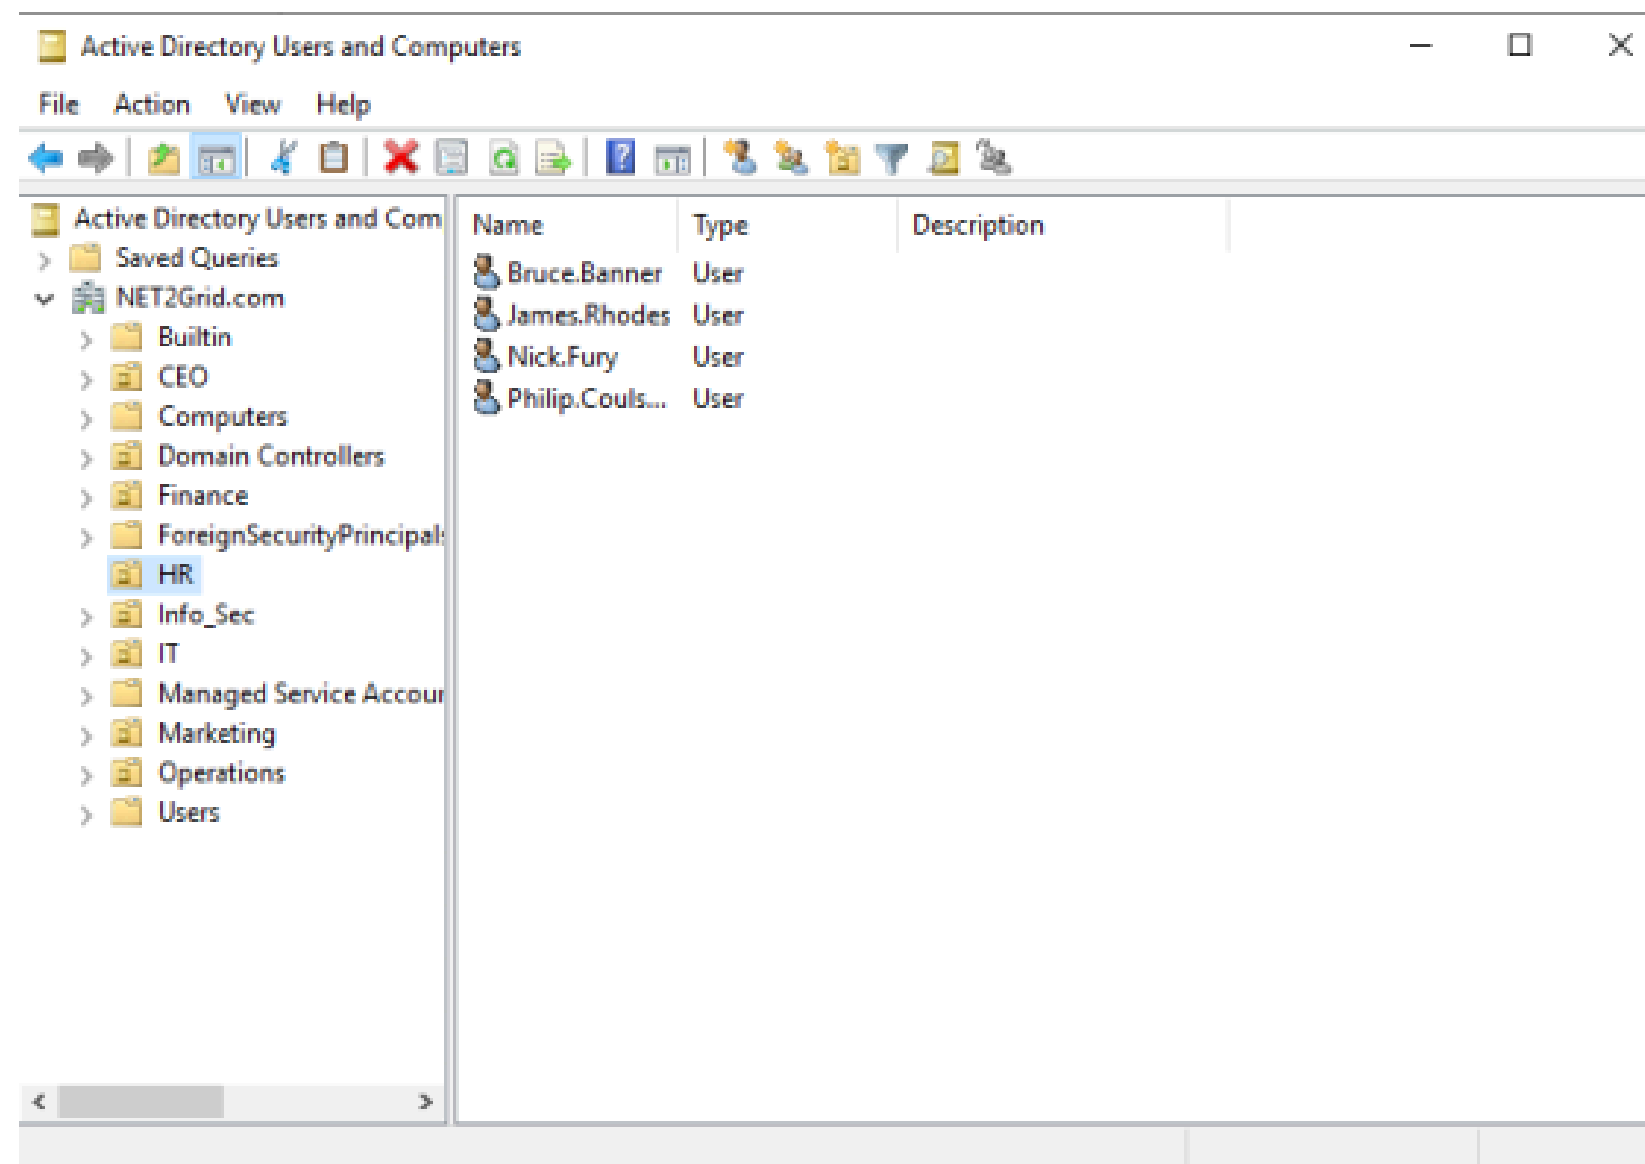 Active Directory Users and Computers
File Action View Help
Active Directory Users and Com
Saved Queries
NET2Grid.com
Builtin
CEO
Computers
Domain Controllers
Finance
ForeignSecurityPrincipals
HR
Info_Sec
IT
Managed Service Accour
Marketing
Operations
Users
Name Type Description
Bruce.Banner User
James.Rhodes User
Nick.Fury User
Philip.Couls... User